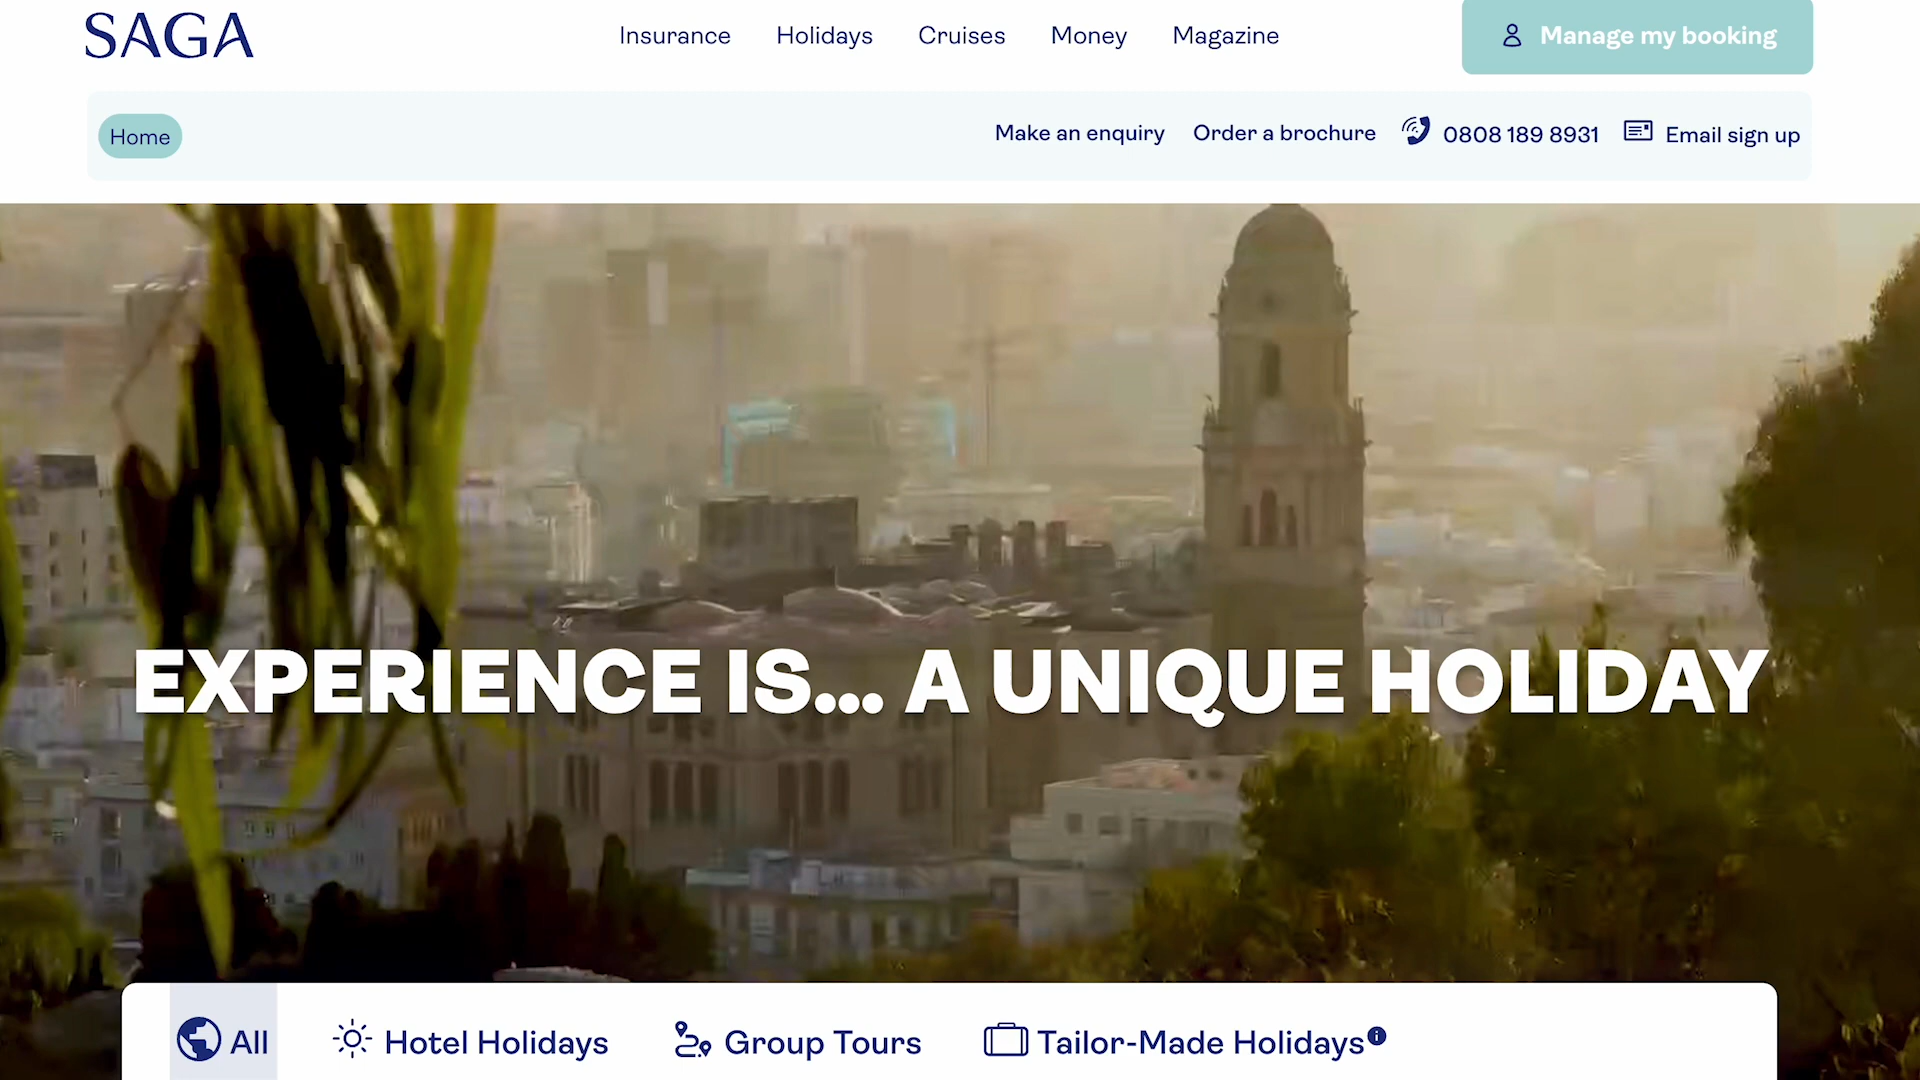 SAGA
Insurance Holidays Cruises Money Magazine
Manage my booking
Home
Make an enquiry Order a brochure 0808 189 8931 Email sign up
EXPERIENCE IS... A UNIQUE HOLIDAY
All Hotel Holidays Group Tours Tailor-Made Holidays